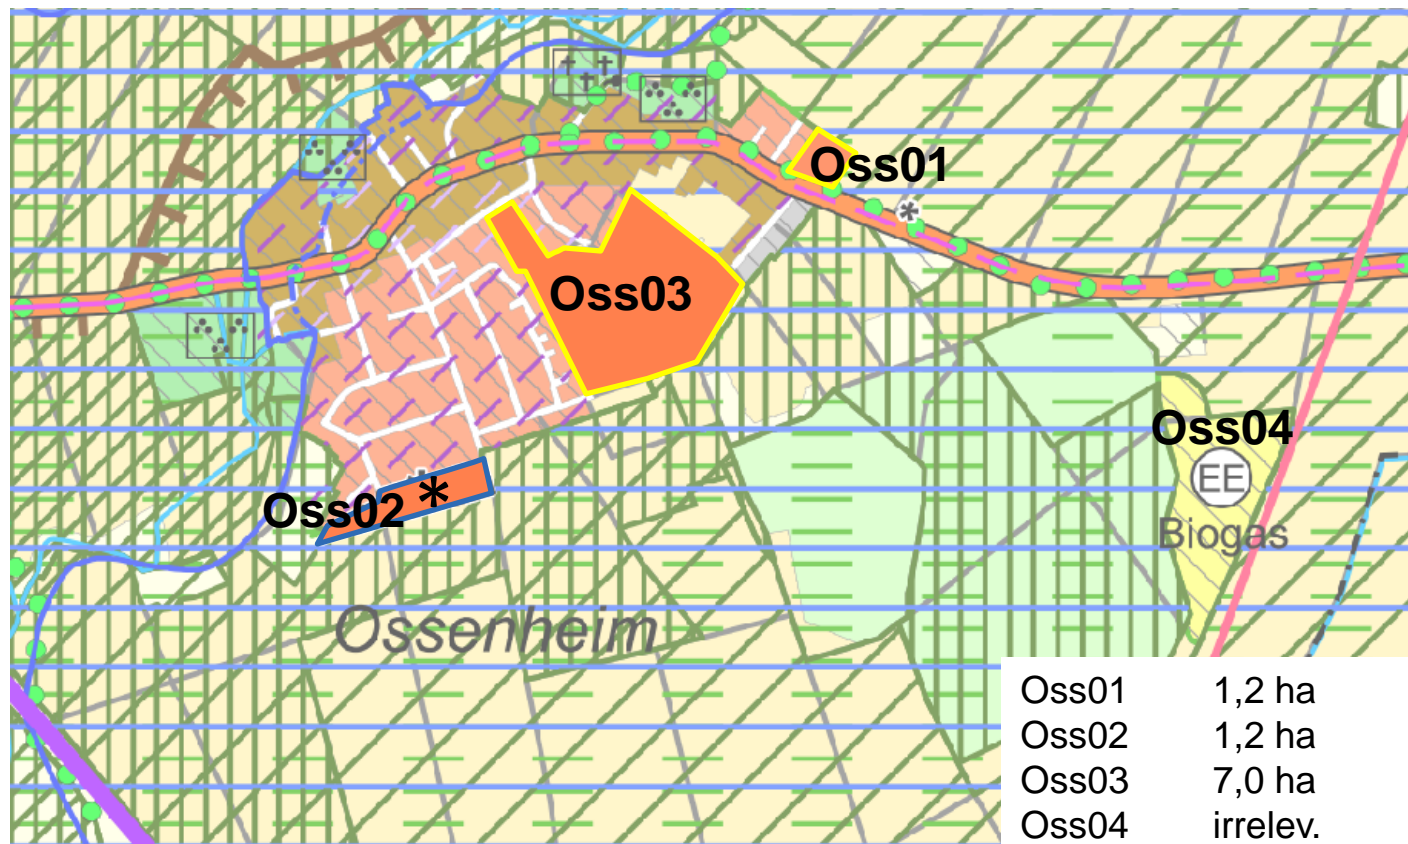 Oss01
Oss03
Oss04
EE
Oss02 *
Biogas
Ossenheim
Oss01 1,2 ha
Oss02 1,2 ha
Oss03 7,0 ha
Oss04 irrelev.